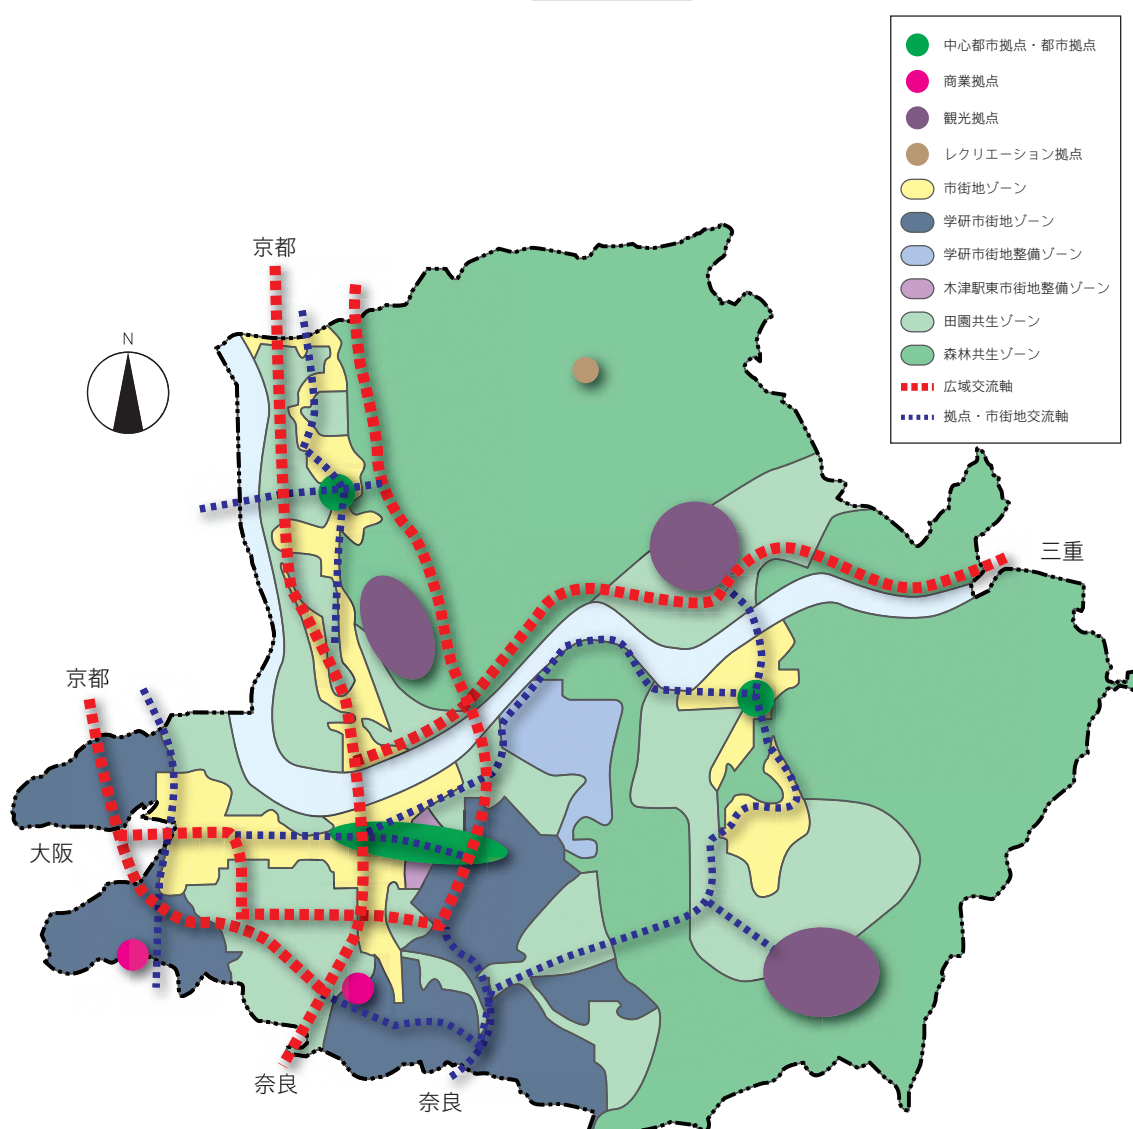 中心都市拠点・都市拠点
商業拠点
観光拠点
レクリエーション拠点
市街地ゾーン
学研市街地ゾーン
学研市街地整備ゾーン
木津駅東市街地整備ゾーン
田園共生ゾーン
森林共生ゾーン
広域交流軸
拠点・市街地交流軸
京都
N
三重
京都
大阪
奈良
奈良